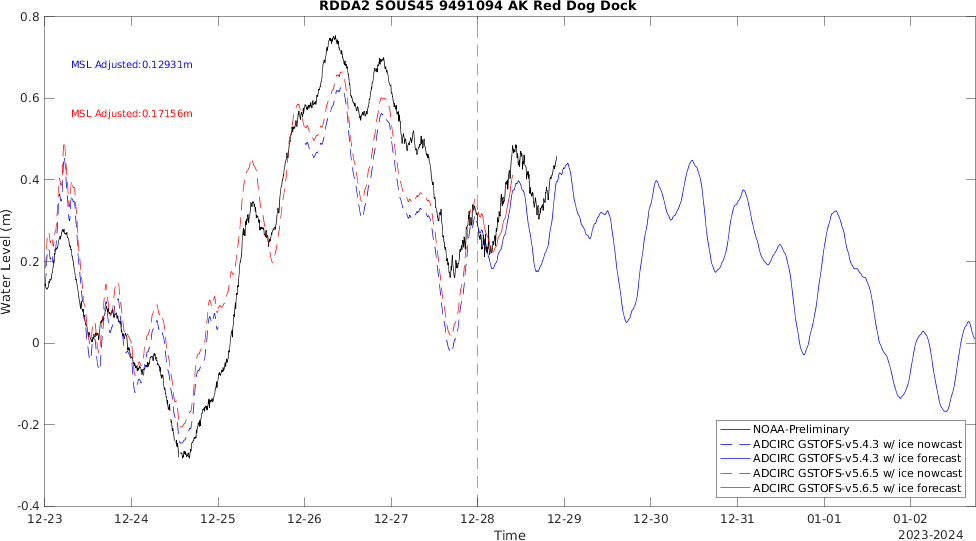 RDDA2 SOUS45 9491094 AK Red Dog Dock
0.8
MSL Adjusted:0.12931m
0.6
MSL Adjusted:0.17156m
0.4
Water Level (m)
0.2
0
-0.2
NOAA-Preliminary
ADCIRC GSTOFS-v5.4.3 w/ ice nowcast
ADCIRC GSTOFS-v5.4.3 w/ ice forecast
ADCIRC GSTOFS-v5.6.5 w/ ice nowcast
ADCIRC GSTOFS-v5.6.5 w/ ice forecast
-0.4
12-23 12-24 12-25 12-26 12-27 12-28 12-29 12-30 12-31 01-01 01-02
Time
2023-2024